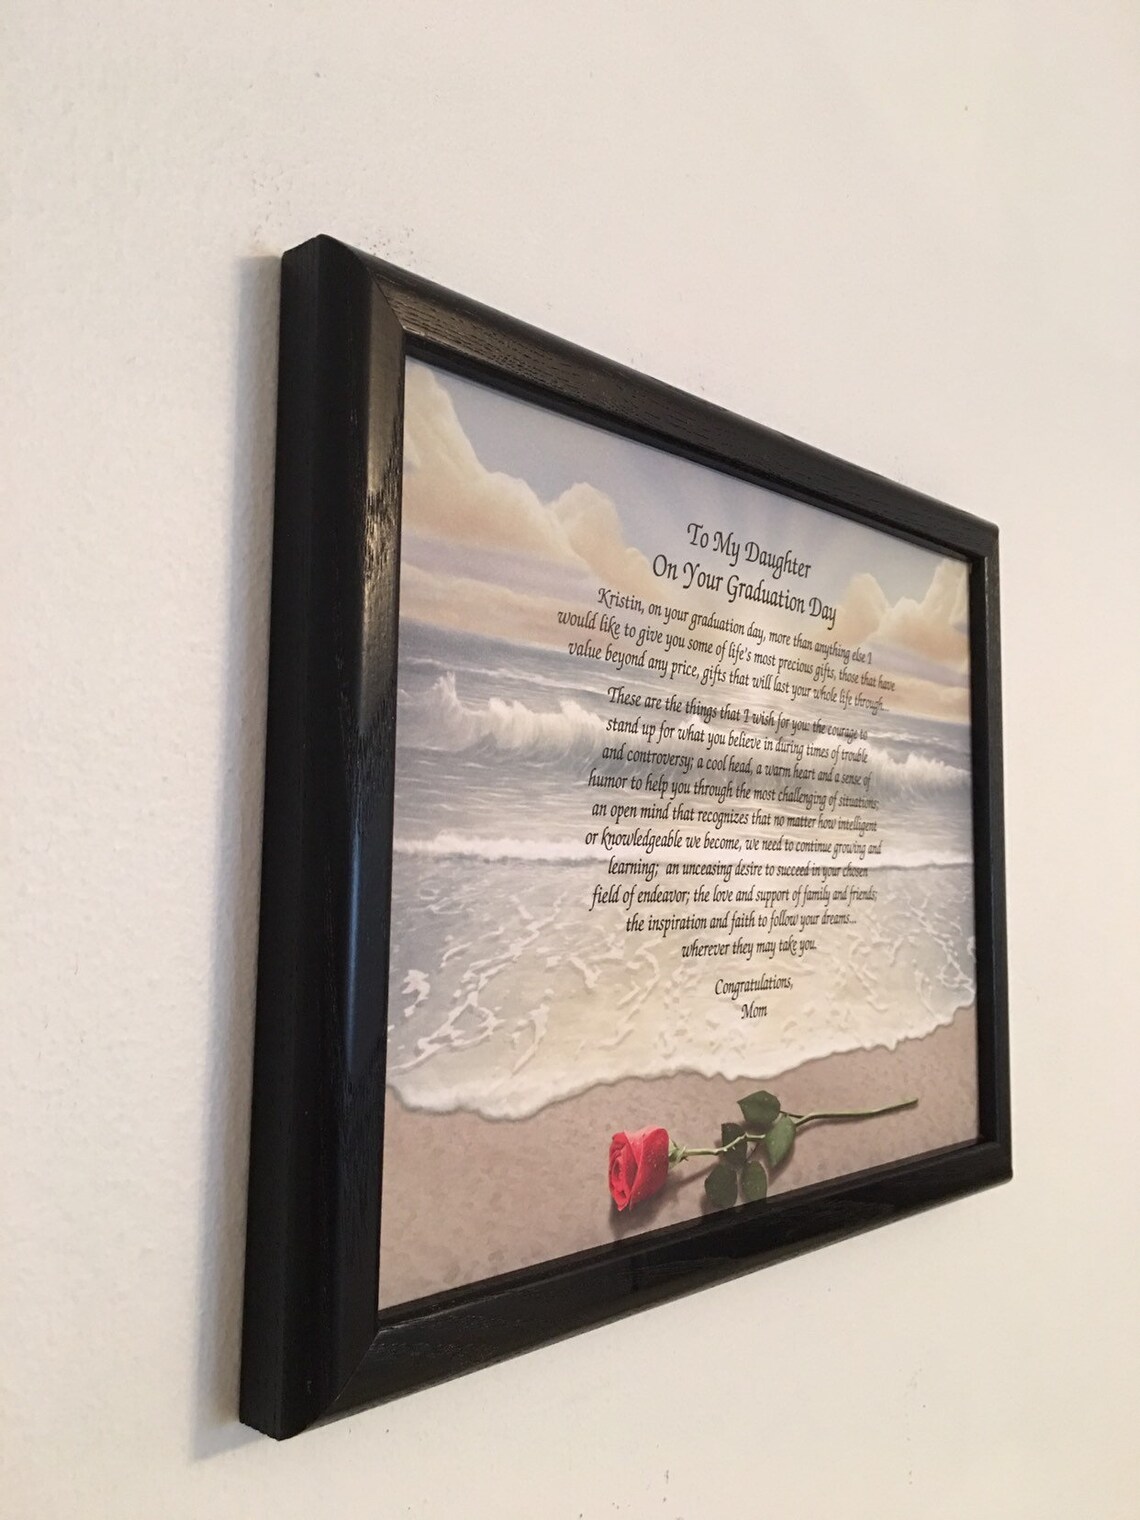 To My Daughter
On Your Graduation Day
Kristin, on your graduation day, more than anything else I
would like to give you some of life's most precious gifts, those that have
value beyond any price, gifts that will last your whole life through...
These are the things that I wish for you: the courage to
stand up for what you believe in during times of trouble
and controversy; a cool head, a warm heart and a sense of
humor to help you through the most challenging of situations;
an open mind that recognizes that no matter how intelligent
or knowledgeable we become, we need to continue growing and
learning; an unceasing desire to succeed in your chosen
field of endeavor; the love and support of family and friends;
the inspiration and faith to follow your dreams...
wherever they may take you.
Congratulations,
Mom